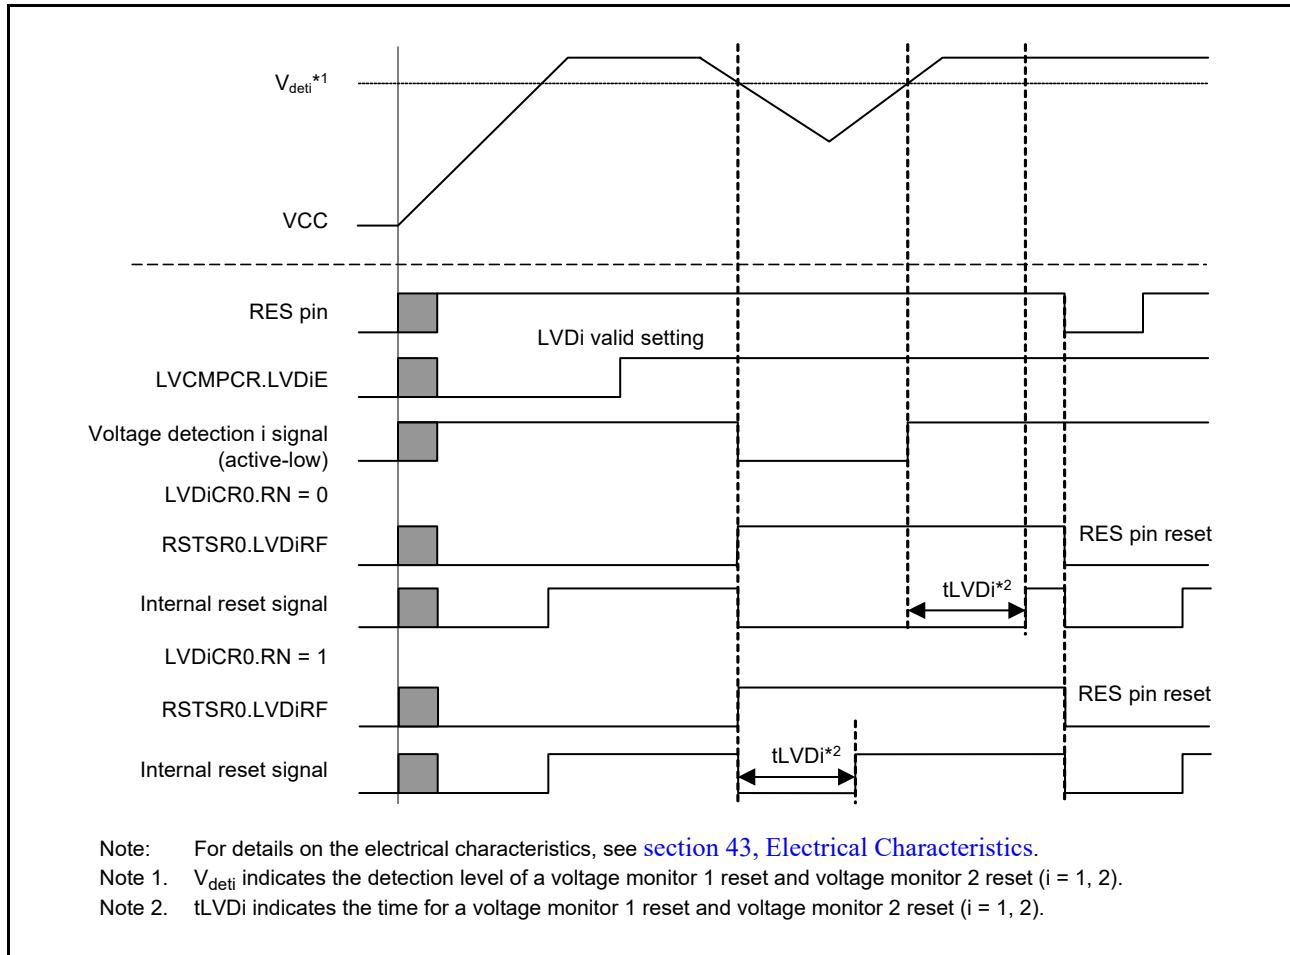 Vdeti*1
VCC
RES pin
LVDi valid setting
LVCMPCR.LVDiE
Voltage detection i signal
(active-low)
LVDiCR0.RN = 0
RSTSR0.LVDiRF
RES pin reset
Internal reset signal
tLVDi*2
LVDiCR0.RN = 1
RSTSR0.LVDiRF
RES pin reset
Internal reset signal
tLVDi*2
Note: For details on the electrical characteristics, see section 43, Electrical Characteristics.
Note 1. Vdeti indicates the detection level of a voltage monitor 1 reset and voltage monitor 2 reset (i = 1, 2).
Note 2. tLVDi indicates the time for a voltage monitor 1 reset and voltage monitor 2 reset (i = 1, 2).